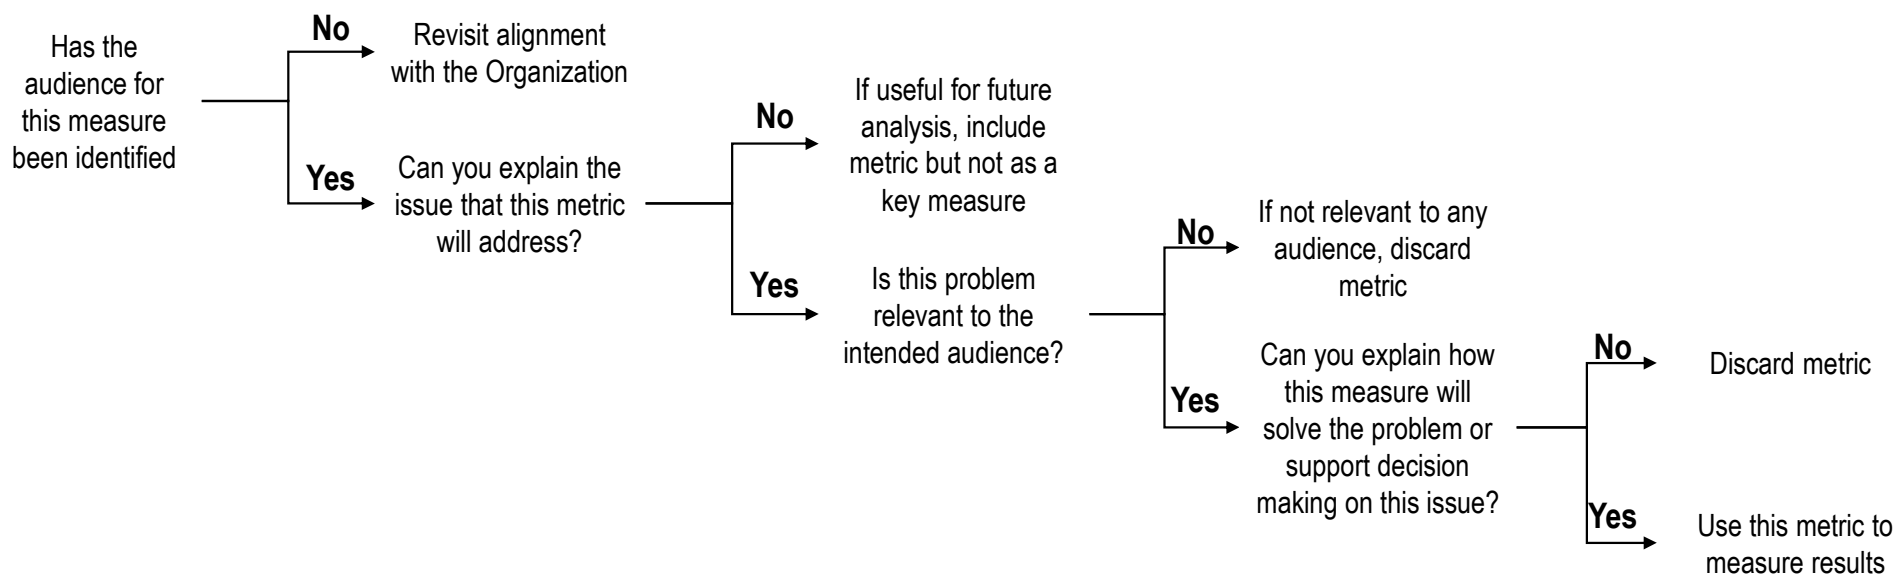 Has the
audience for
this measure
been identified
No
Revisit alignment
with the Organization
Yes
Can you explain the
issue that this metric
will address?
No
If useful for future
analysis, include
metric but not as a
key measure
Yes
Is this problem
relevant to the
intended audience?
No
If not relevant to any
audience, discard
metric
Yes
Can you explain how
this measure will
solve the problem or
support decision
making on this issue?
No
Discard metric
Yes
Use this metric to
measure results